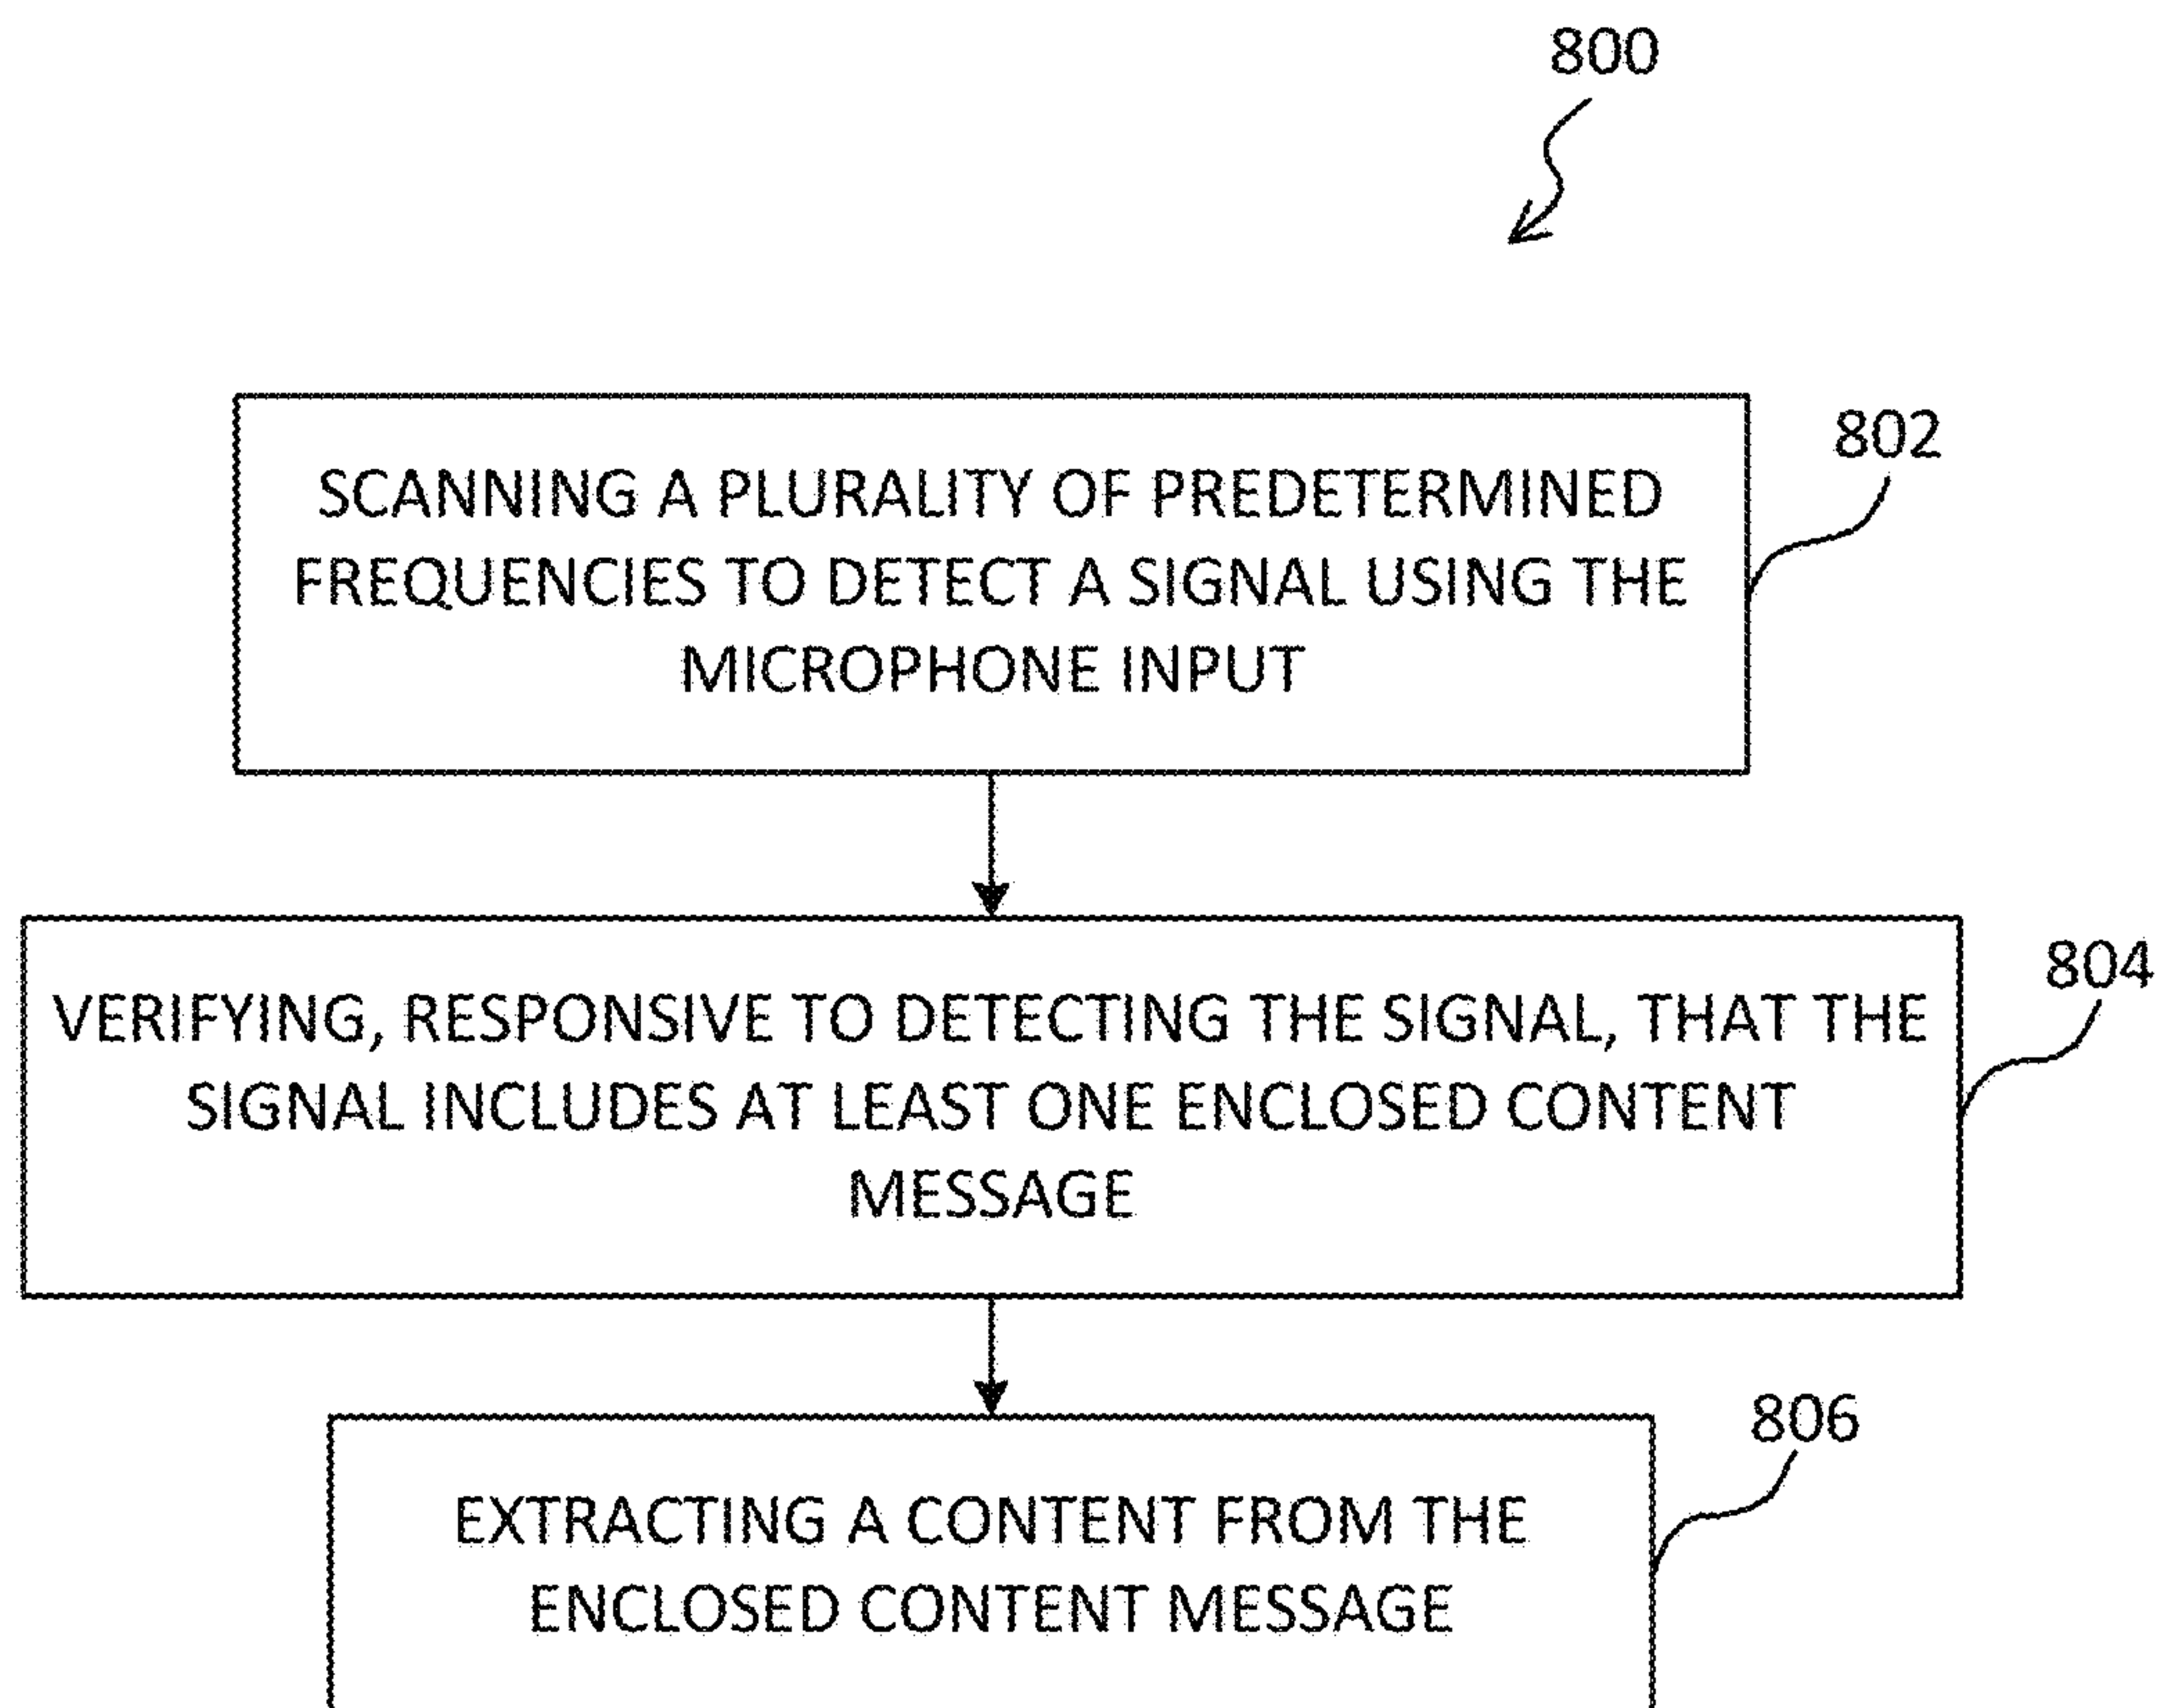 800
802
SCANNING A PLURALITY OF PREDETERMINED
FREQUENCIES TO DETECT A SIGNAL USING THE
MICROPHONE INPUT
804
VERIFYING, RESPONSIVE TO DETECTING THE SIGNAL, THAT THE
SIGNAL INCLUDES AT LEAST ONE ENCLOSED CONTENT
MESSAGE
806
EXTRACTING A CONTENT FROM THE
ENCLOSED CONTENT MESSAGE